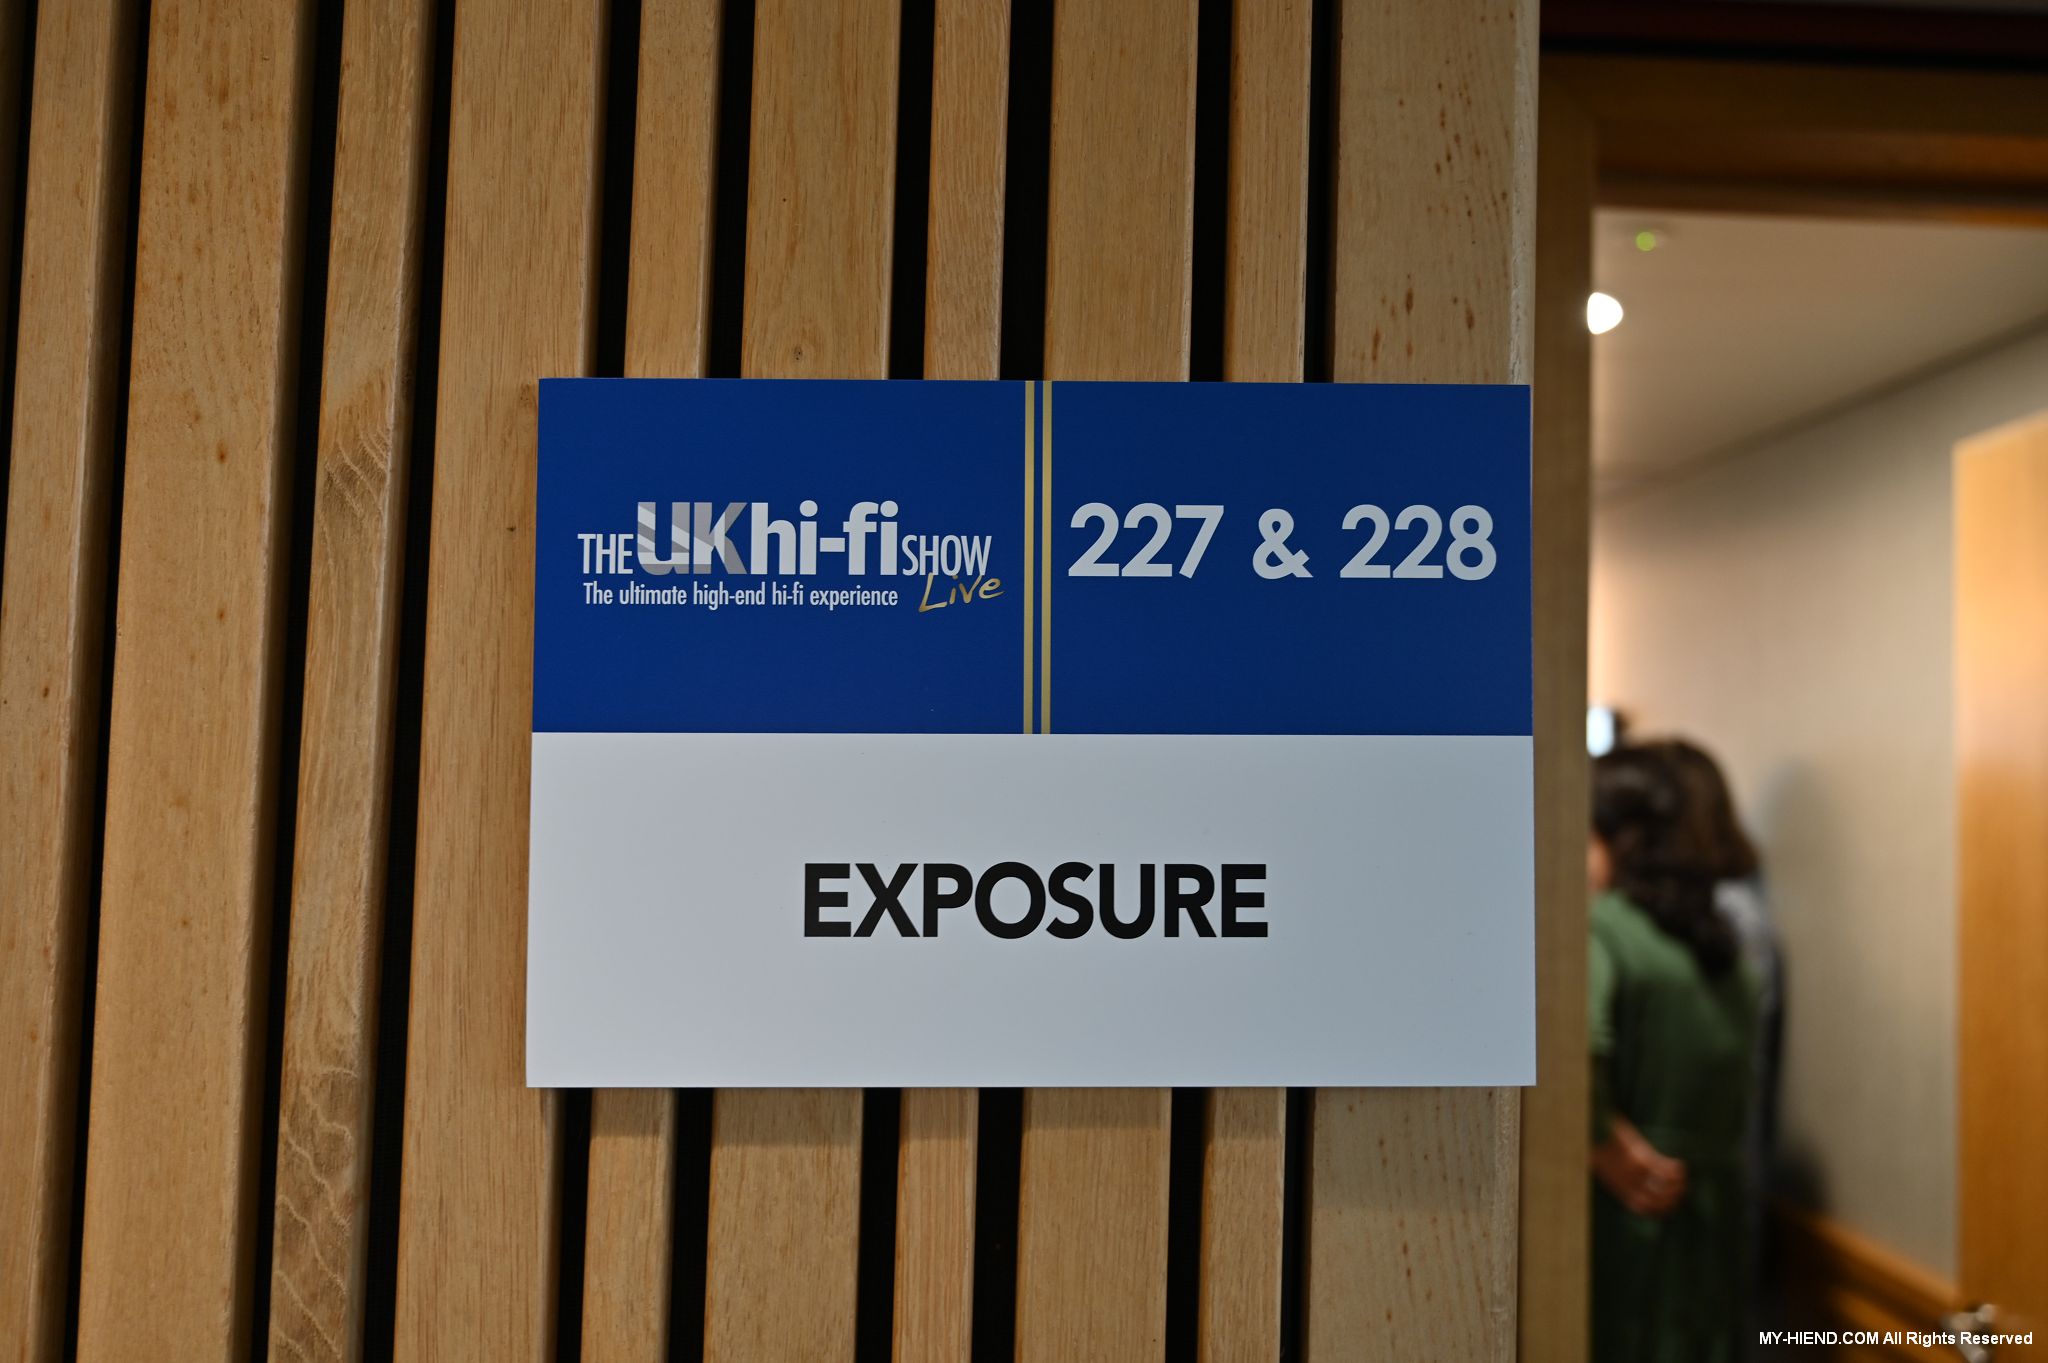 THE UK hi-fi SHOW
Live
The ultimate high-end hi-fi experience
227 & 228
EXPOSURE
MY-HIEND.COM All Rights Reserved